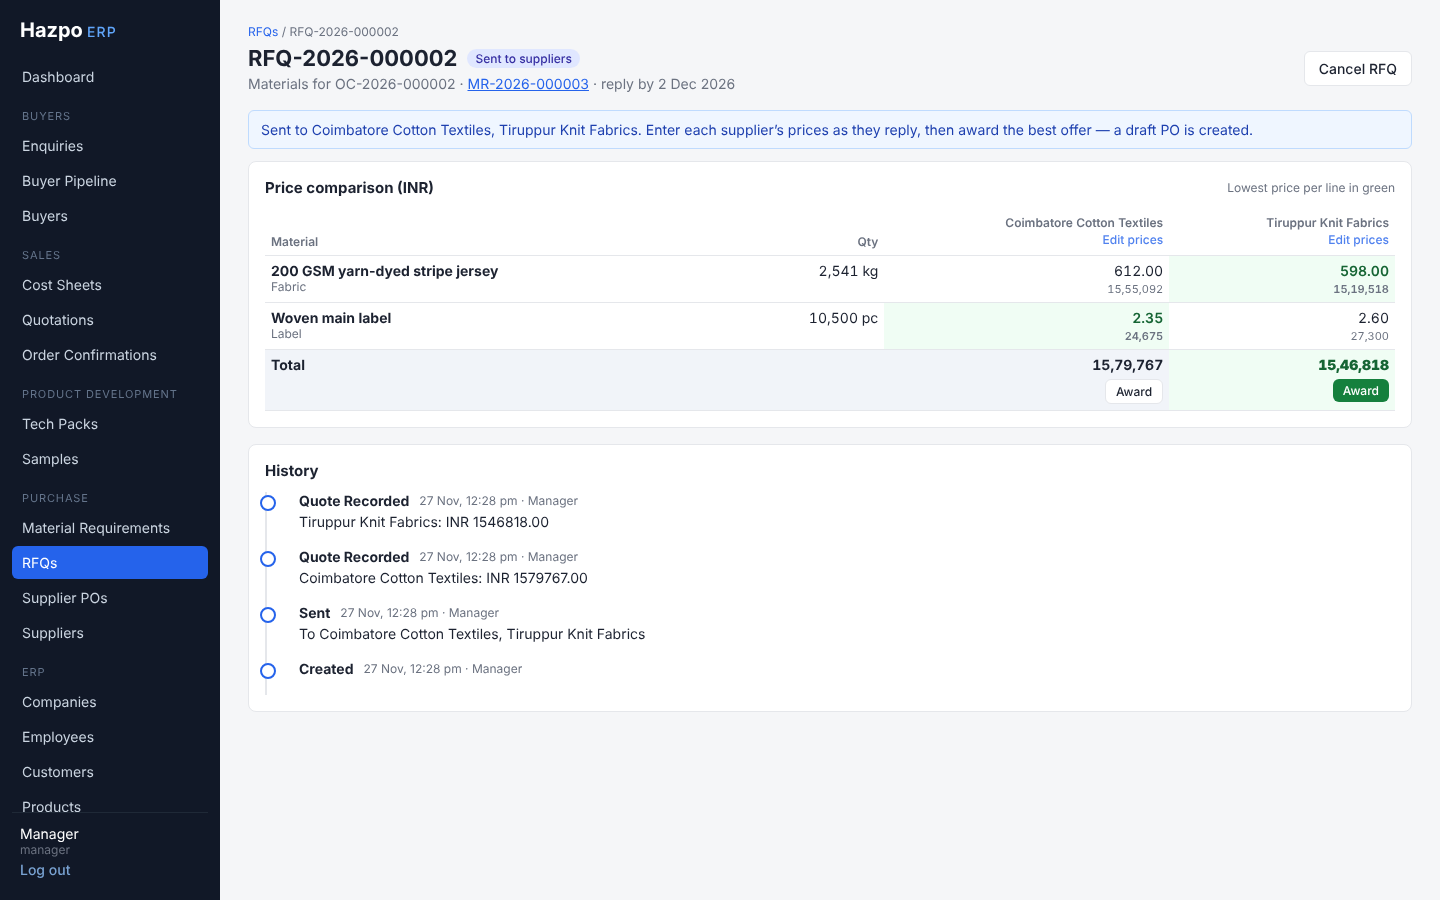 Hazpo ERP
Dashboard
BUYERS
Enquiries
Buyer Pipeline
Buyers
SALES
Cost Sheets
Quotations
Order Confirmations
PRODUCT DEVELOPMENT
Tech Packs
Samples
PURCHASE
Material Requirements
RFQs
Supplier POs
Suppliers
ERP
Companies
Employees
Customers
Products
Manager
manager
Log out
RFQs / RFQ-2026-000002
RFQ-2026-000002 Sent to suppliers
Cancel RFQ
Materials for OC-2026-000002 · MR-2026-000003 · reply by 2 Dec 2026
Sent to Coimbatore Cotton Textiles, Tiruppur Knit Fabrics. Enter each supplier’s prices as they reply, then award the best offer — a draft PO is created.
Price comparison (INR) Lowest price per line in green
Coimbatore Cotton Textiles Tiruppur Knit Fabrics
Material Qty Edit prices Edit prices
200 GSM yarn-dyed stripe jersey 2,541 kg 612.00 598.00
Fabric 15,55,092 15,19,518
Woven main label 10,500 pc 2.35 2.60
Label 24,675 27,300
Total 15,79,767 15,46,818
Award Award
History
Quote Recorded 27 Nov, 12:28 pm · Manager
Tiruppur Knit Fabrics: INR 1546818.00
Quote Recorded 27 Nov, 12:28 pm · Manager
Coimbatore Cotton Textiles: INR 1579767.00
Sent 27 Nov, 12:28 pm · Manager
To Coimbatore Cotton Textiles, Tiruppur Knit Fabrics
Created 27 Nov, 12:28 pm · Manager